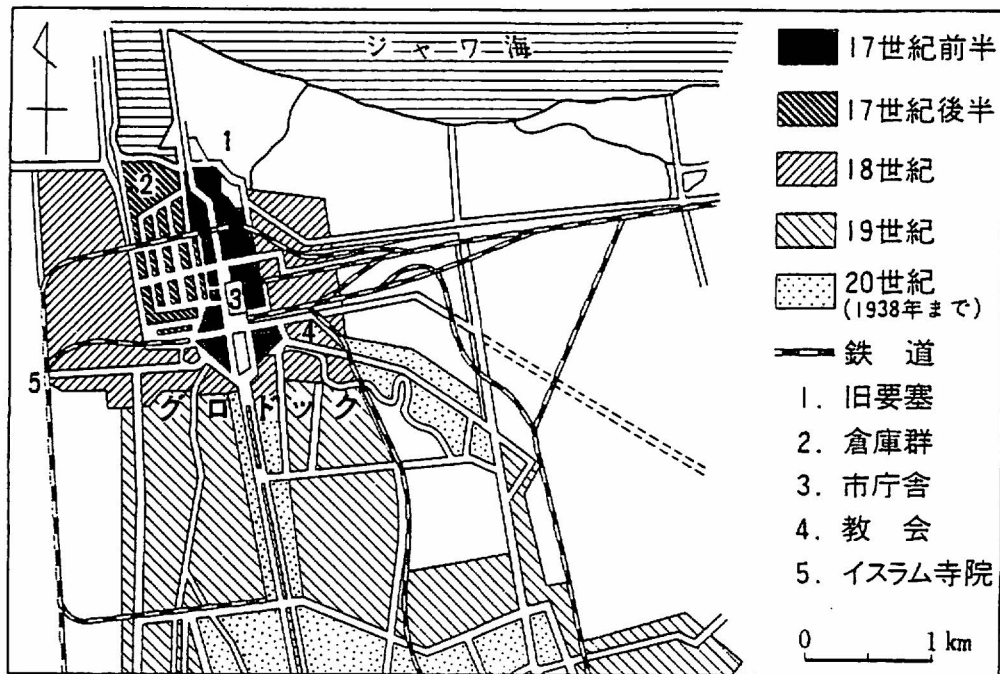 ジャワ海
1
2
3
4
5
グロドック
17世紀前半
17世紀後半
18世紀
19世紀
20世紀
(1938年まで)
鉄 道
1. 旧要塞
2. 倉庫群
3. 市庁舎
4. 教 会
5. イスラム寺院
0 1km